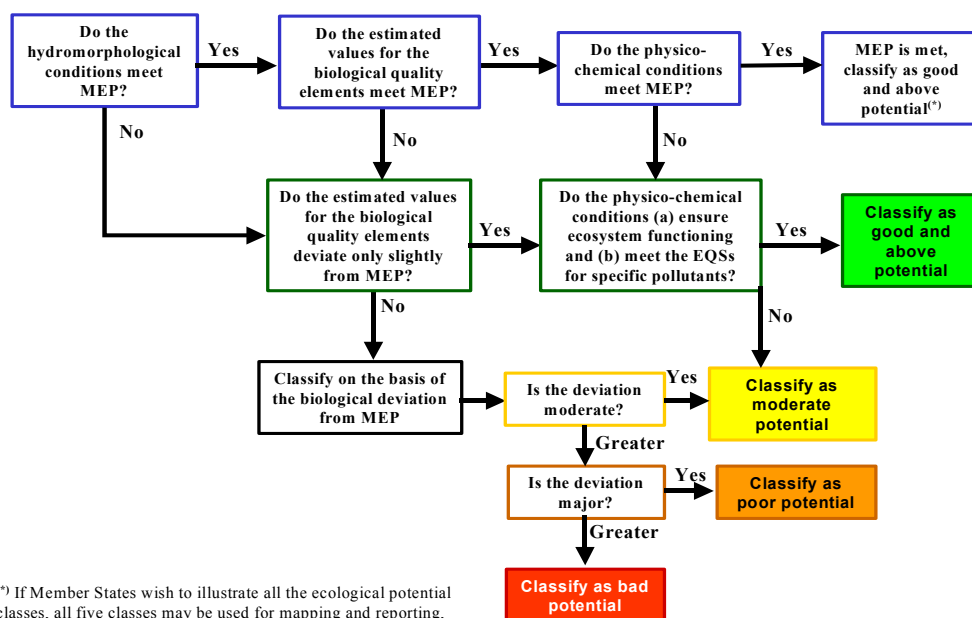 Do the
hydromorphological
conditions meet
MEP?
Yes
Do the estimated
values for the
biological quality
elements meet MEP?
Yes
Do the physico-
chemical conditions
meet MEP?
Yes
MEP is met,
classify as good
and above
potential(*)
No
No
No
Do the estimated values
for the biological
quality elements
deviate only slightly
from MEP?
Yes
Do the physico-chemical
conditions (a) ensure
ecosystem functioning
and (b) meet the EQSs
for specific pollutants?
Yes
Classify as
good and
above
potential
No
No
Classify on the basis of
the biological deviation
from MEP
Is the deviation
moderate?
Yes
Classify as
moderate
potential
Greater
Is the deviation
major?
Yes
Classify as
poor potential
Greater
Classify as bad
potential
*) If Member States wish to illustrate all the ecological potential
classes, all five classes may be used for mapping and reporting.